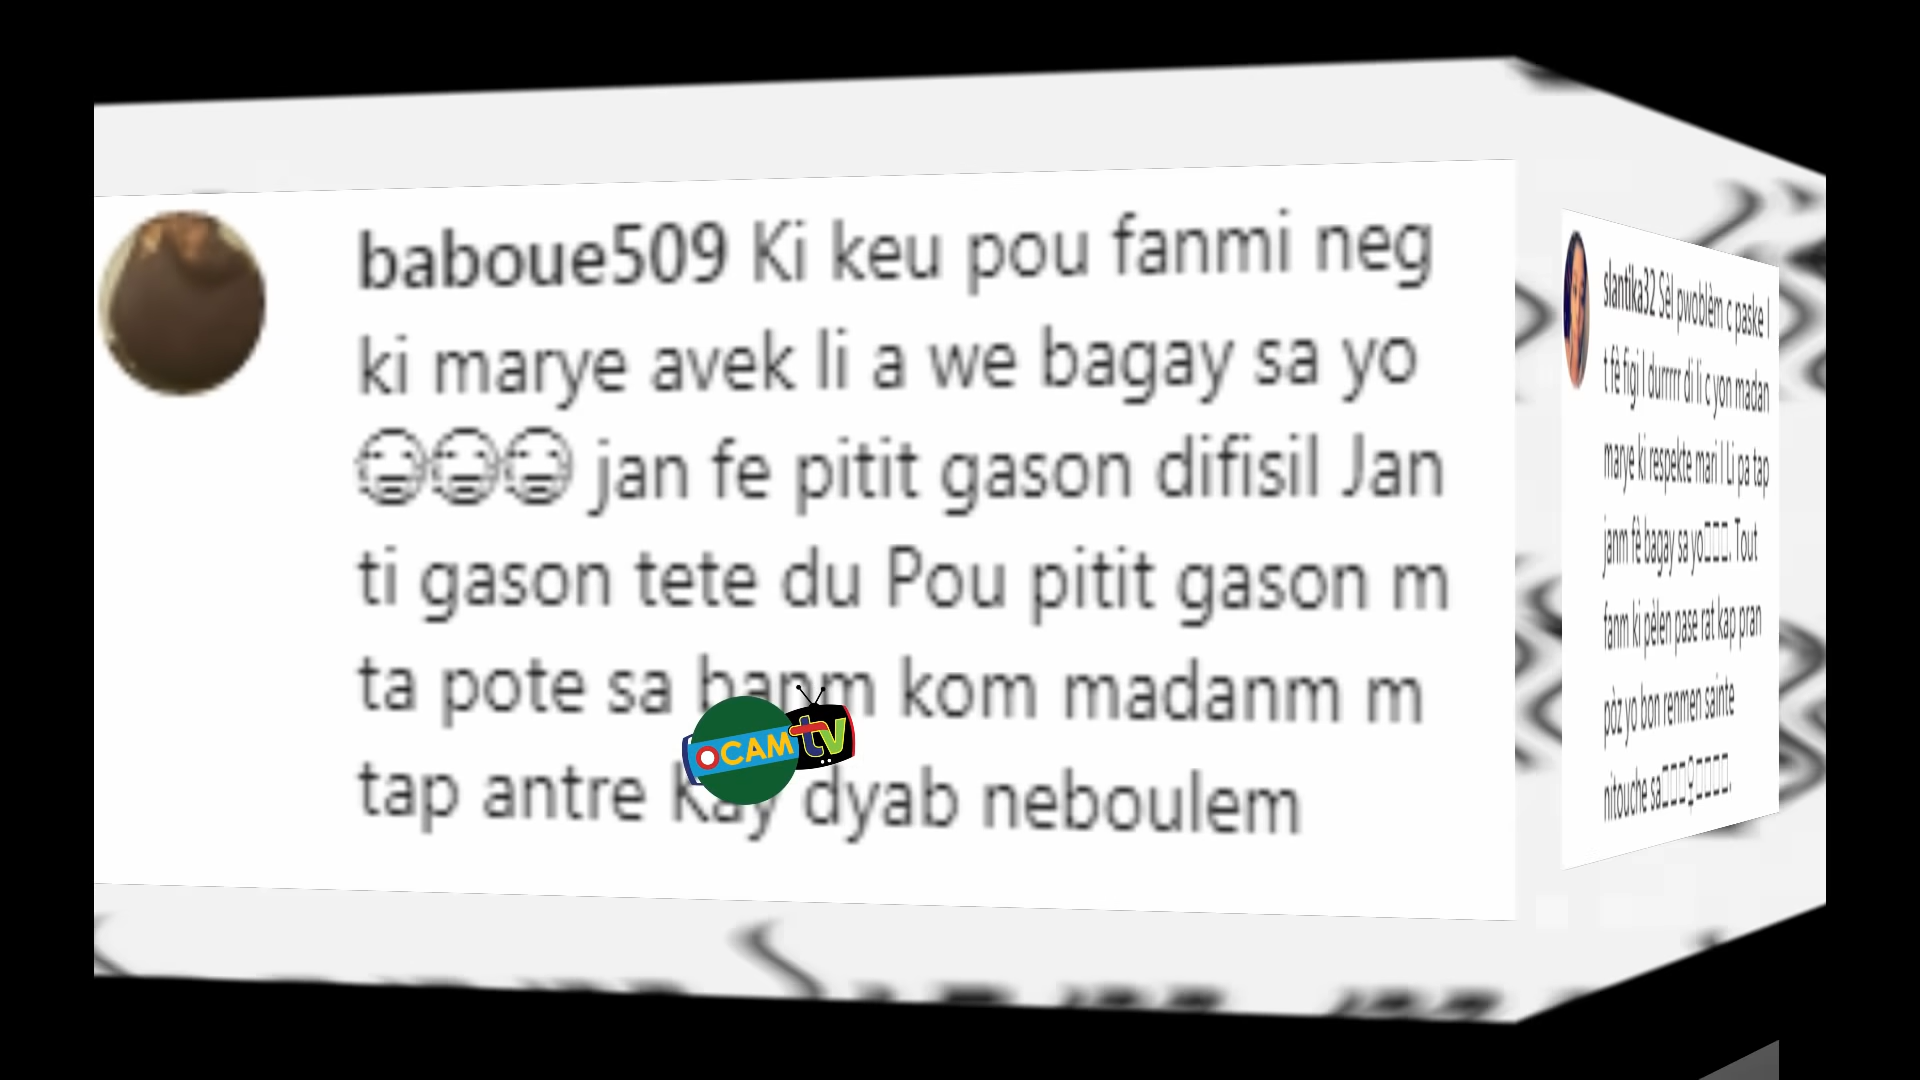 baboue509 Ki keu pou fanmi neg
ki marye avek li a we bagay sa yo
😑😑😑 jan fe pitit gason difisil Jan
ti gason tete du Pou pitit gason m
ta pote sa banm kom madanm m
tap antre Kay dyab neboulem
OCAM tv
slantika32 Sèl pwoblèm c paske l
t fè figi l durrrrr di li c yon madan
marye ki respekte mari l Li pa tap
janm fè bagay sa yo□□□. Tout
fanm ki pèlen pase rat kap pran
pòz yo bon renmen sainte
nitouche sa□□□♀□□□□.